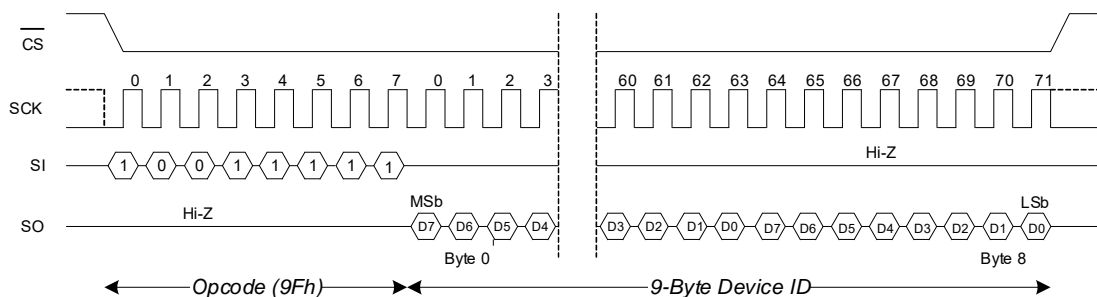 CS
SCK 0 1 2 3 4 5 6 7 0 1 2 3 60 61 62 63 64 65 66 67 68 69 70 71
SI 1 0 0 1 1 1 1 1 Hi-Z
SO Hi-Z MSb LSb
D7 D6 D5 D4 D3 D2 D1 D0 D7 D6 D5 D4 D3 D2 D1 D0
Byte 0 Byte 8
Opcode (9Fh) 9-Byte Device ID